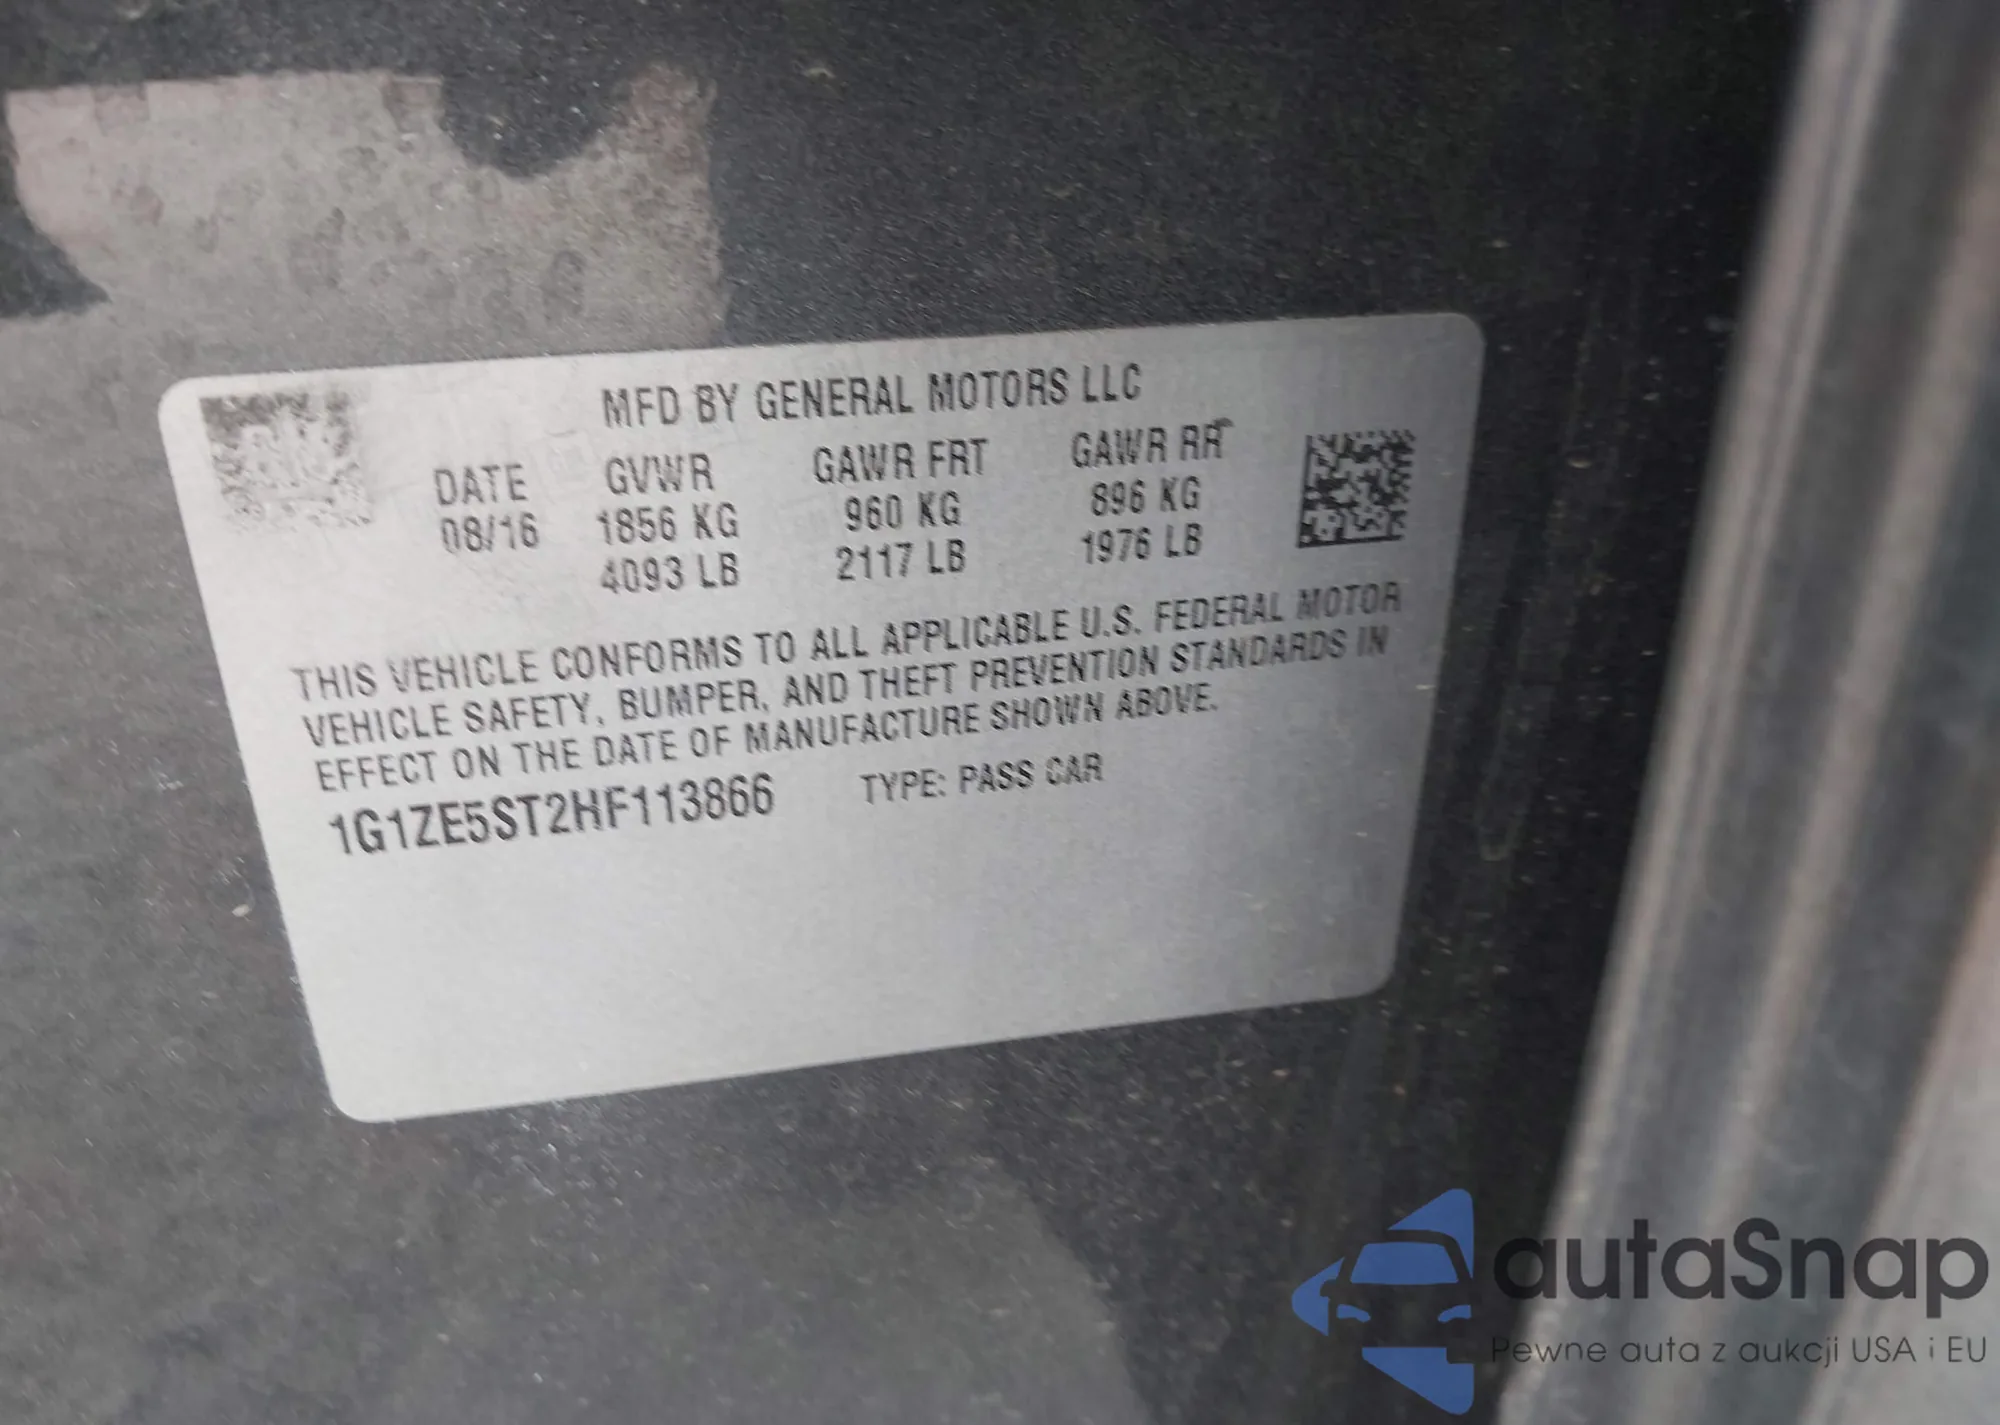 MFD BY GENERAL MOTORS LLC
DATE GVWR GAWR FRT GAWR RR
08/16 1856 KG 960 KG 896 KG
4093 LB 2117 LB 1976 LB
THIS VEHICLE CONFORMS TO ALL APPLICABLE U.S. FEDERAL MOTOR
VEHICLE SAFETY, BUMPER, AND THEFT PREVENTION STANDARDS IN
EFFECT ON THE DATE OF MANUFACTURE SHOWN ABOVE.
1G1ZE5ST2HF113866 TYPE: PASS CAR
autaSnap
Pewne auta z aukcji USA i EU